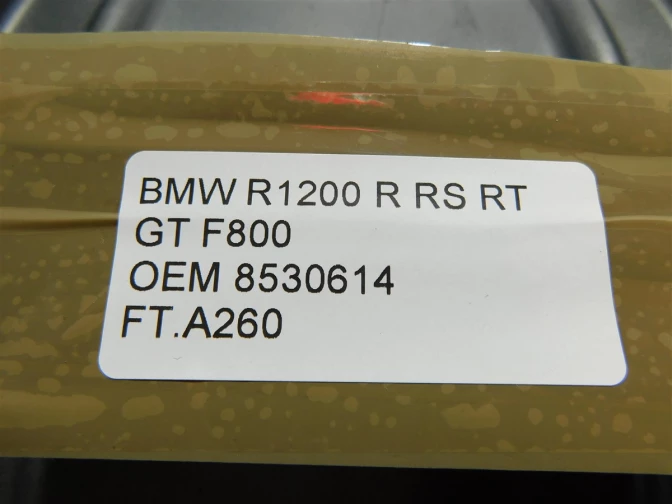 BMW R1200 R RS RT
GT F800
OEM 8530614
FT.A260